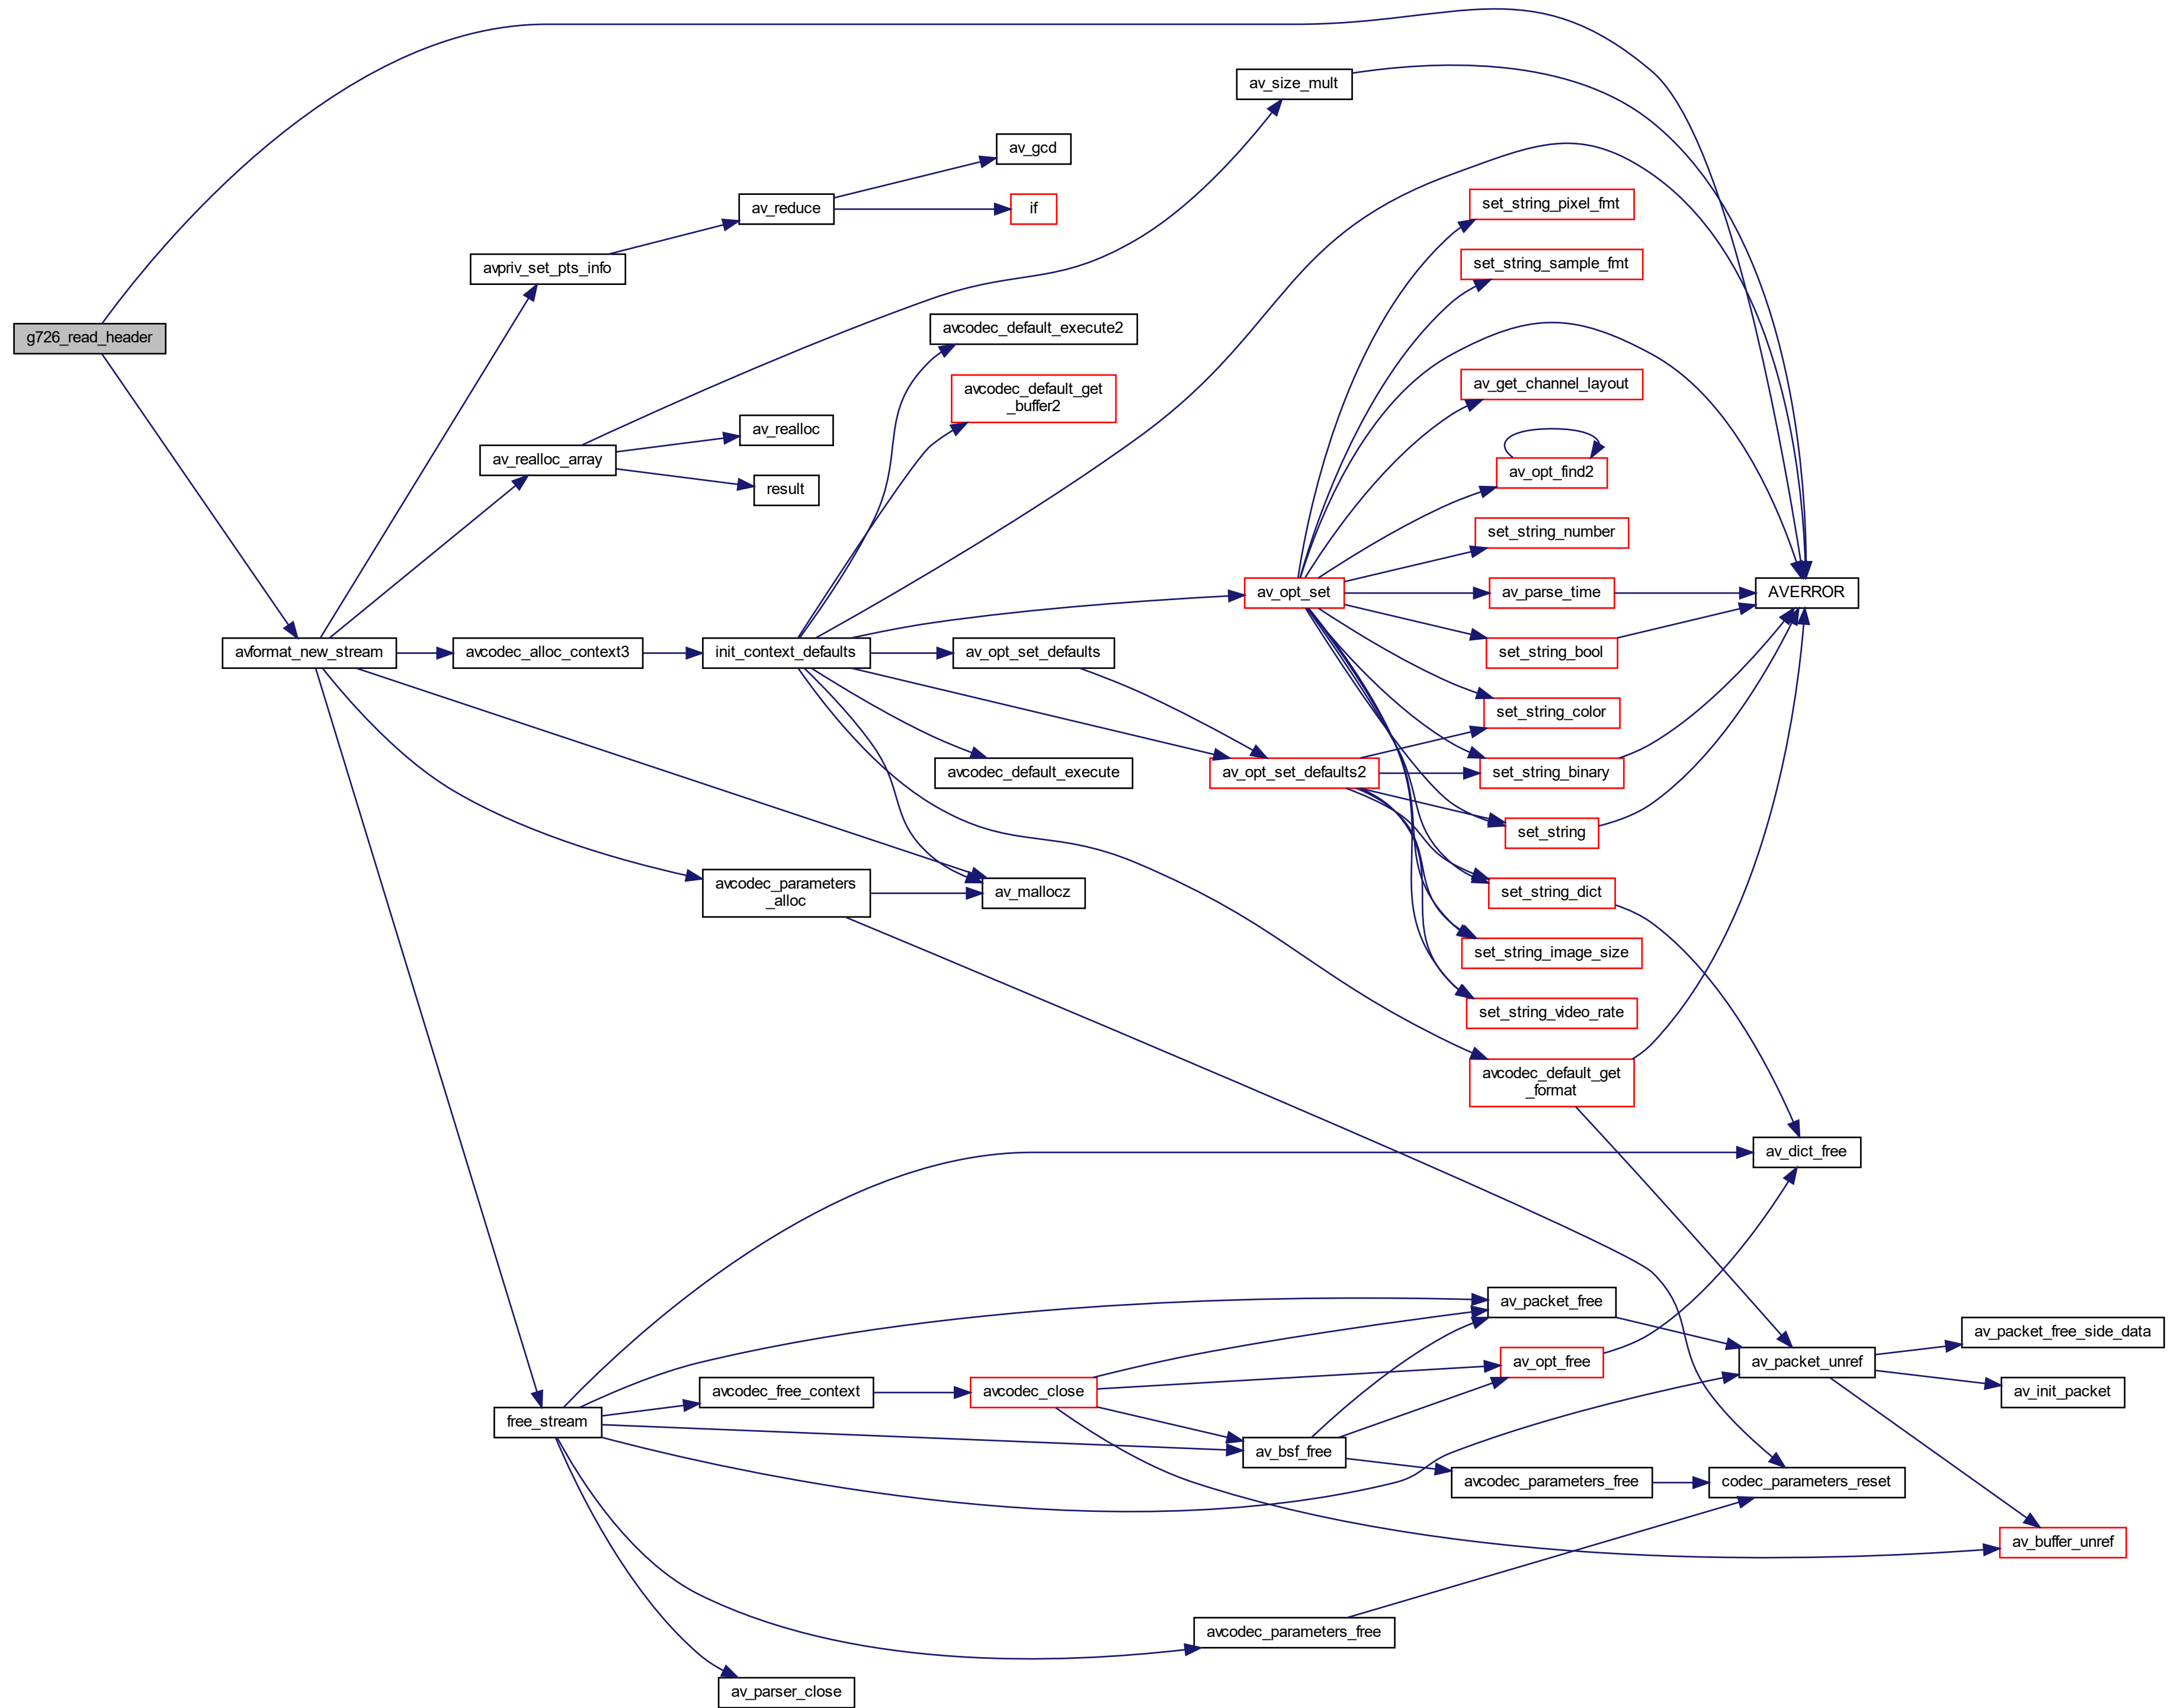 av_size_mult
av_gcd
set_string_pixel_fmt
av_reduce
if
set_string_sample_fmt
avpriv_set_pts_info
g726_read_header
avcodec_default_execute2
av_get_channel_layout
avcodec_default_get
_buffer2
av_realloc
av_realloc_array
av_opt_find2
result
set_string_number
av_opt_set
av_parse_time
AVERROR
avformat_new_stream
avcodec_alloc_context3
init_context_defaults
av_opt_set_defaults
set_string_bool
set_string_color
avcodec_default_execute
av_opt_set_defaults2
set_string_binary
set_string
avcodec_parameters
_alloc
av_mallocz
set_string_dict
set_string_image_size
set_string_video_rate
avcodec_default_get
_format
av_dict_free
av_packet_free
av_packet_free_side_data
av_opt_free
av_packet_unref
avcodec_free_context
avcodec_close
av_init_packet
free_stream
av_bsf_free
avcodec_parameters_free
codec_parameters_reset
av_buffer_unref
avcodec_parameters_free
av_parser_close